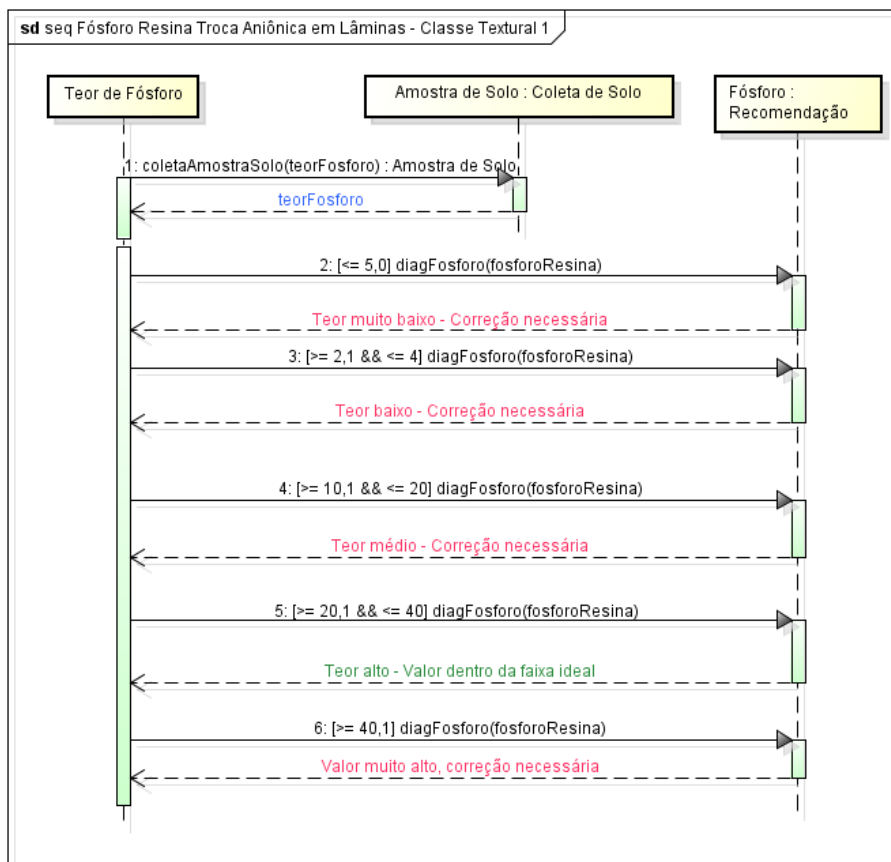 sd seq Fósforo Resina Troca Aniônica em Lâminas - Classe Textural 1
Teor de Fósforo
Amostra de Solo : Coleta de Solo
Fósforo :
Recomendação
1: coletaAmostraSolo(teorFosforo) : Amostra de Solo
teorFosforo
2: [<= 5,0] diagFosforo(fosforoResina)
Teor muito baixo - Correção necessária
3: [>= 2,1 && <= 4] diagFosforo(fosforoResina)
Teor baixo - Correção necessária
4: [>= 10,1 && <= 20] diagFosforo(fosforoResina)
Teor médio - Correção necessária
5: [>= 20,1 && <= 40] diagFosforo(fosforoResina)
Teor alto - Valor dentro da faixa ideal
6: [>= 40,1] diagFosforo(fosforoResina)
Valor muito alto, correção necessária